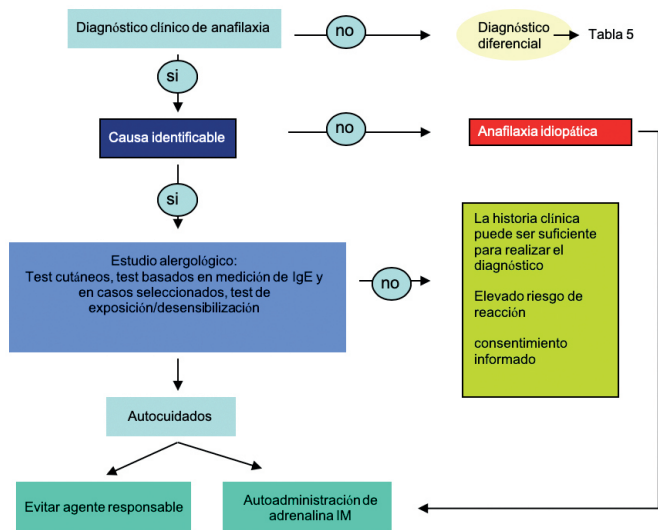 Diagnóstico clínico de anafilaxia
no
Diagnóstico
diferencial
Tabla 5
si
Causa identificable
no
Anafilaxia idiopática
si
Estudio alergológico:
Test cutáneos, test basados en medición de IgE y
en casos seleccionados, test de
exposición/desensibilización
no
La historia clínica
puede ser suficiente
para realizar el
diagnóstico
Elevado riesgo de
reacción
consentimiento
informado
Autocuidados
Evitar agente responsable
Autoadministración de
adrenalina IM